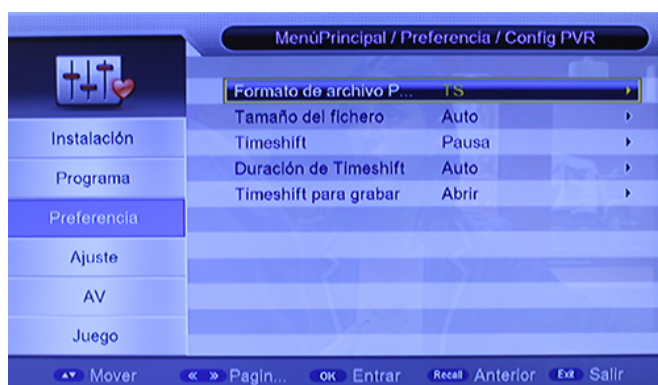 MenúPrincipal / Preferencia / Config PVR
Formato de archivo P... TS
Tamaño del fichero Auto
Timeshift Pausa
Duración de Timeshift Auto
Timeshift para grabar Abrir
Instalación
Programa
Preferencia
Ajuste
AV
Juego
Mover Pagin... OK Entrar Recall Anterior Exit Salir